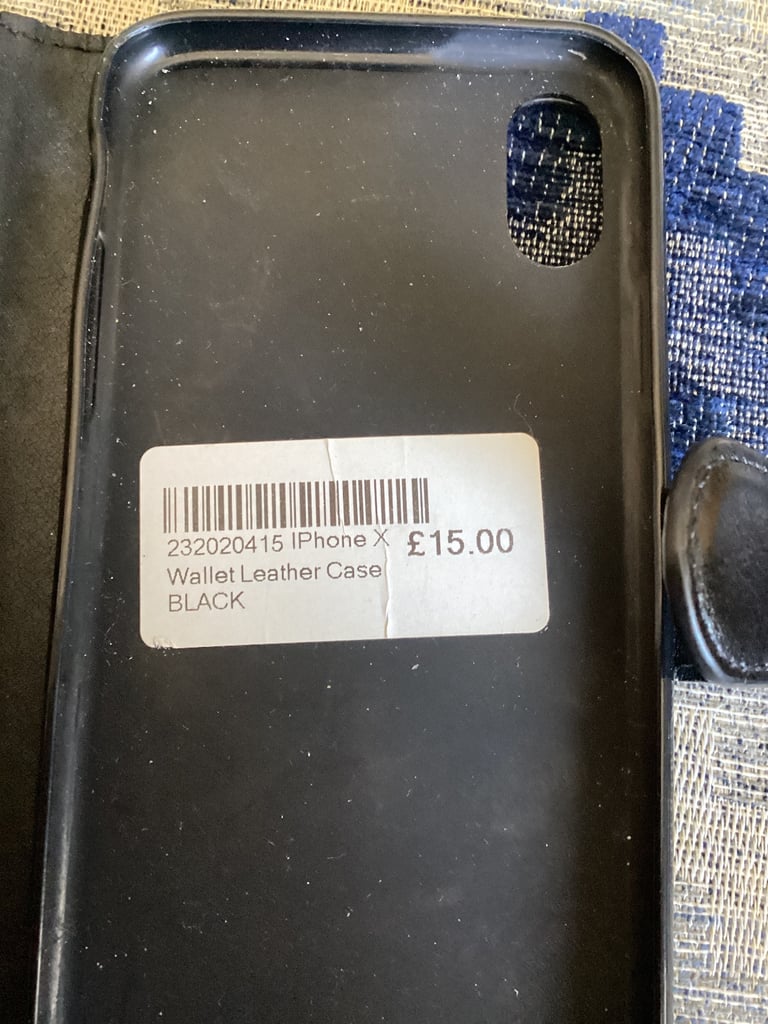 232020415 IPhone X £15.00
Wallet Leather Case
BLACK